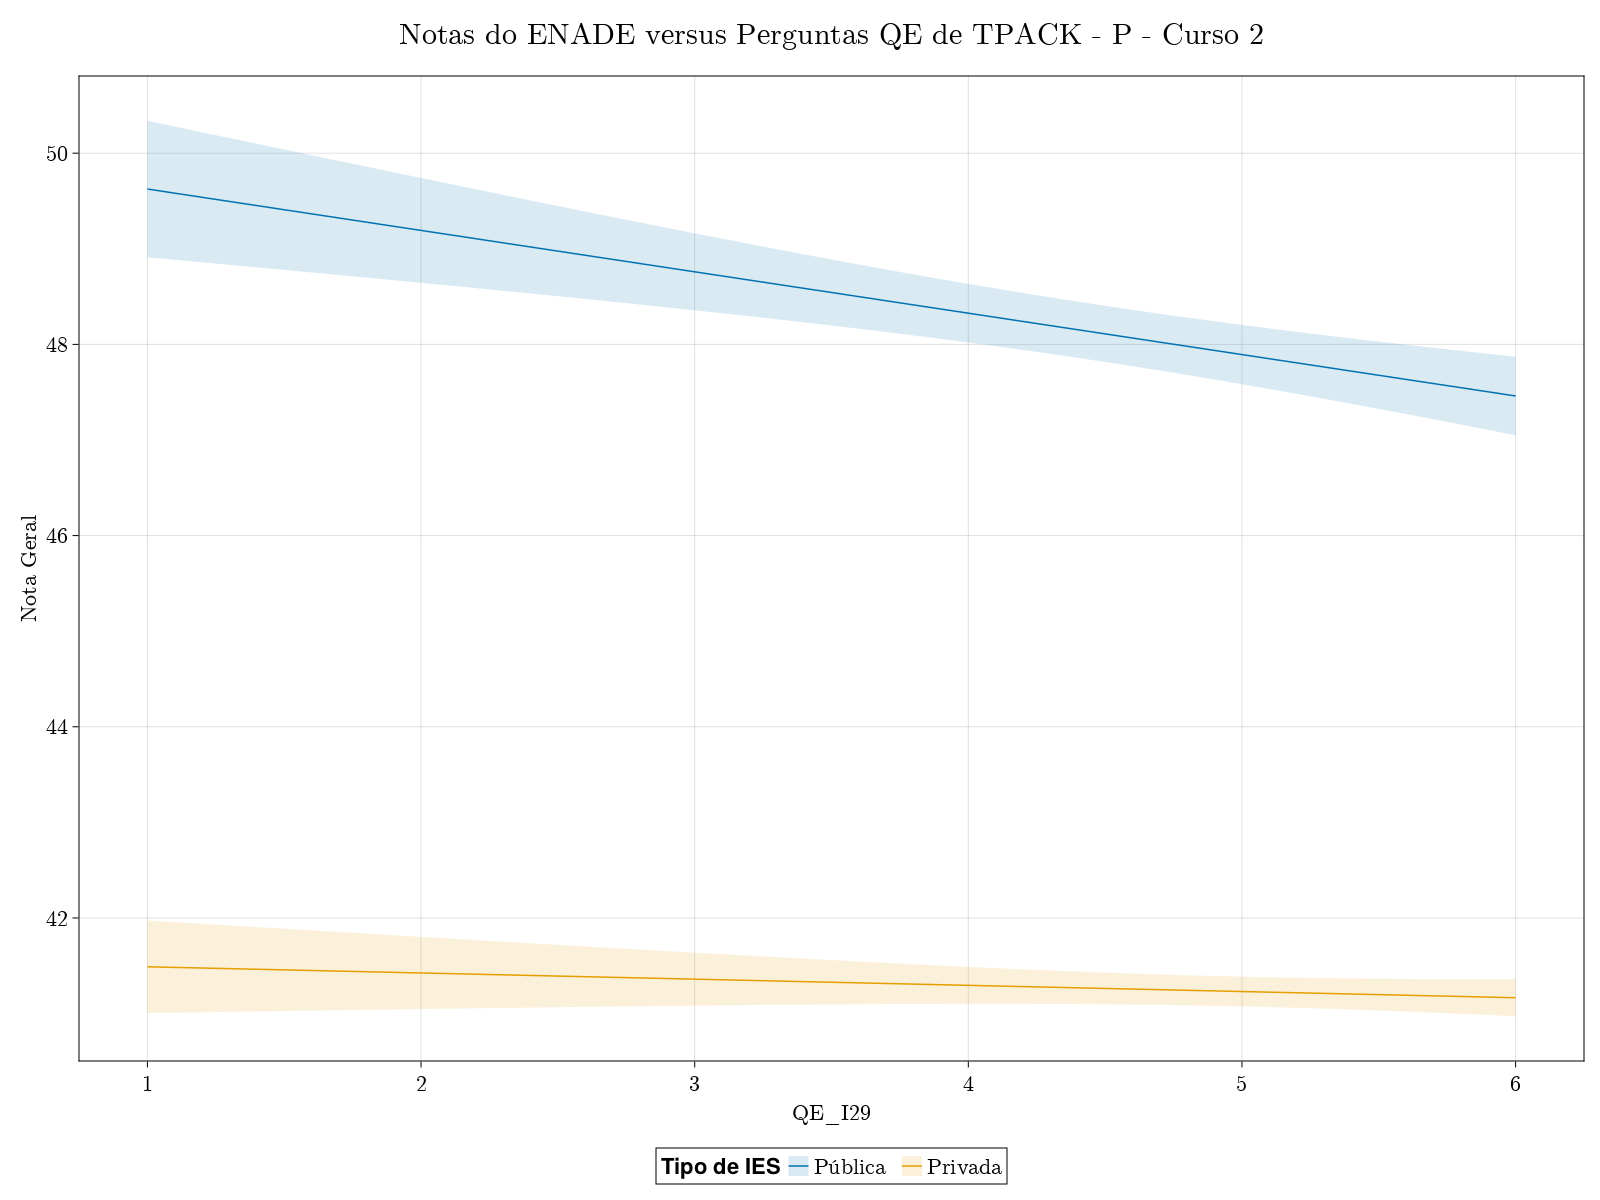 Notas do ENADE versus Perguntas QE de TPACK - P - Curso 2
Nota Geral
50
48
46
44
42
1 2 3 4 5 6
QE_I29
Tipo de IES Pública Privada